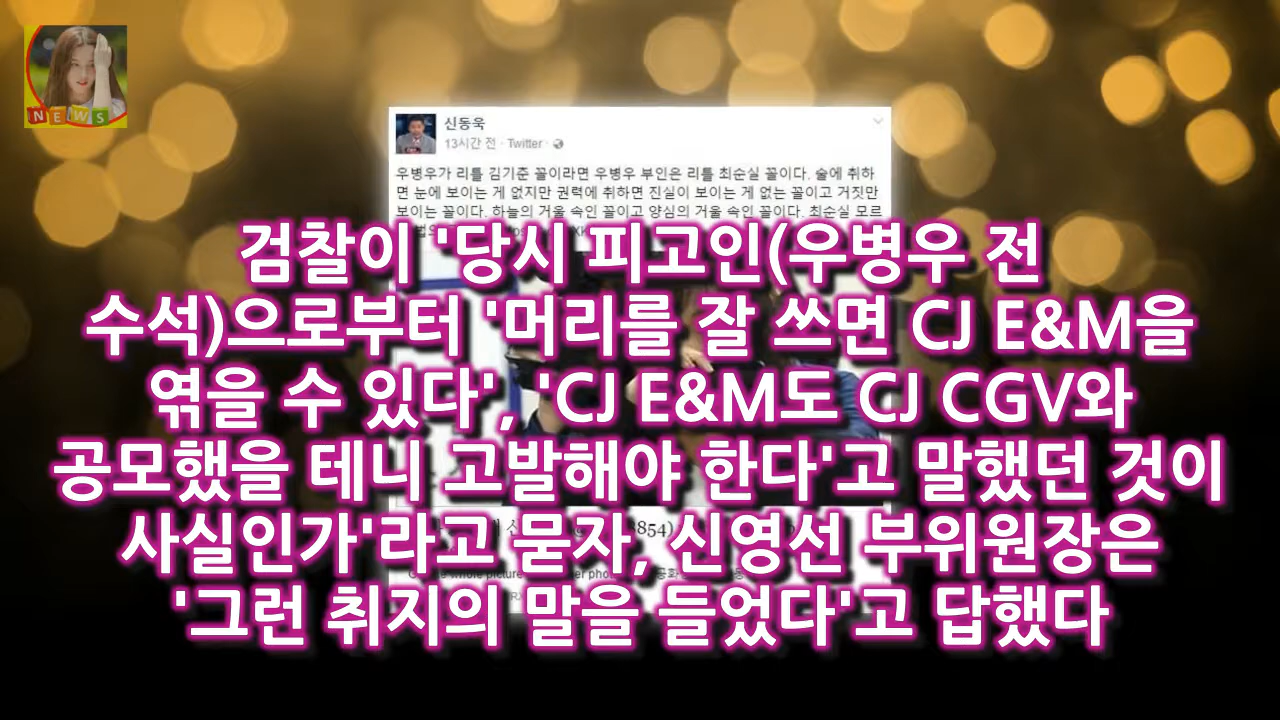 NEWS
신동욱
13시간 전 · Twitter ·
우병우가 리틀 김기준 꼴이라면 우병우 부인은 리틀 최순실 꼴이다. 술에 취하
면 눈에 보이는 게 없지만 권력에 취하면 진실이 보이는 게 없는 꼴이고 거짓만
보이는 꼴이다. 하늘의 거울 속인 꼴이고 양심의 거울 속인 꼴이다. 최순실 모르
검찰이 '당시 피고인(우병우 전
수석)으로부터 '머리를 잘 쓰면 CJ E&M을
엮을 수 있다', 'CJ E&M도 CJ CGV와
공모했을 테니 고발해야 한다'고 말했던 것이
사실인가'라고 묻자, 신영선 부위원장은
'그런 취지의 말을 들었다'고 답했다